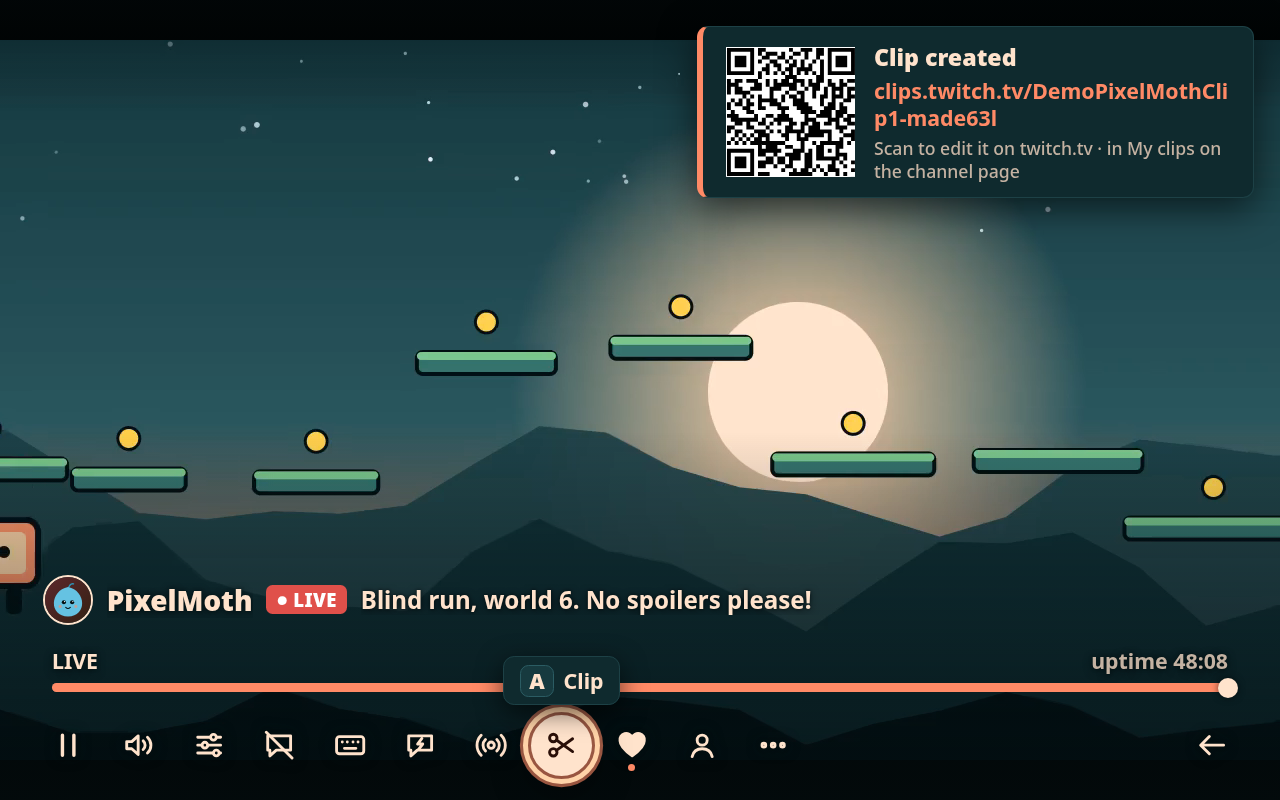 Clip created
clips.twitch.tv/DemoPixelMothCli
p1-made63l
Scan to edit it on twitch.tv · in My clips on
the channel page
PixelMoth
LIVE
Blind run, world 6. No spoilers please!
LIVE
uptime 48:08
A Clip